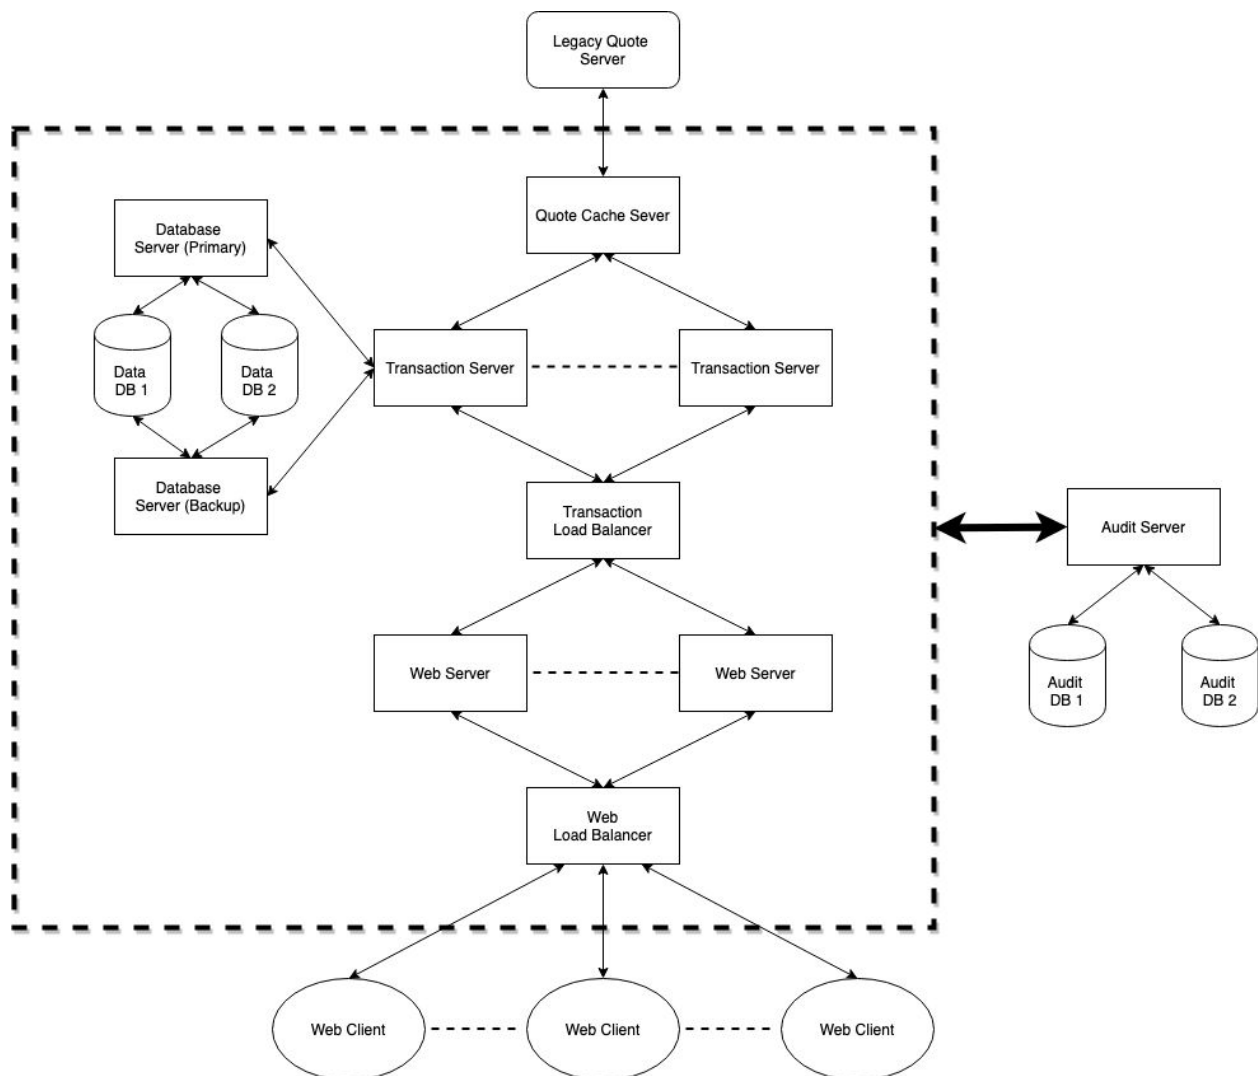 Legacy Quote
Server
Quote Cache Sever
Database
Server (Primary)
Data
DB 1
Data
DB 2
Transaction Server
Transaction Server
Database
Server (Backup)
Transaction
Load Balancer
Audit Server
Web Server
Web Server
Audit
DB 1
Audit
DB 2
Web
Load Balancer
Web Client
Web Client
Web Client